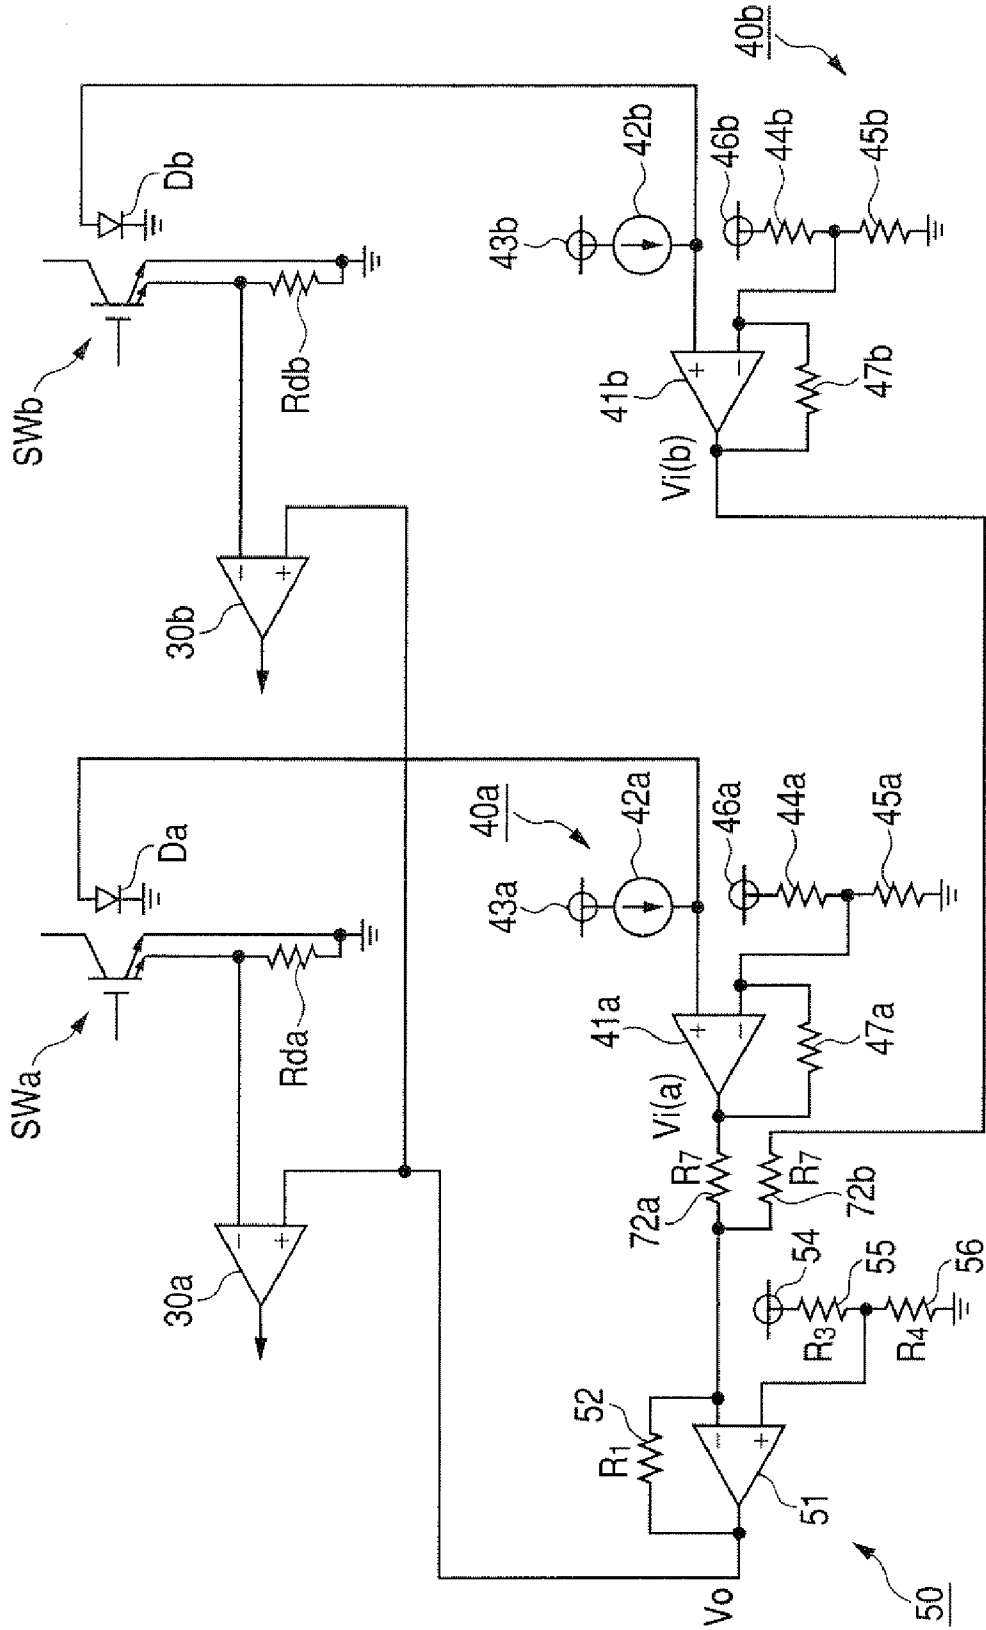 SWa
Da
Rda
30a
SWb
Db
Rdb
30b
40a
43a
42a
41a
46a
44a
45a
47a
Vi(a)
40b
43b
42b
41b
46b
44b
45b
47b
Vi(b)
R7
72a
R7
72b
54
55
R3
56
R4
52
R1
51
Vo
50
+
−
+
−
+
−
+
−
+
−